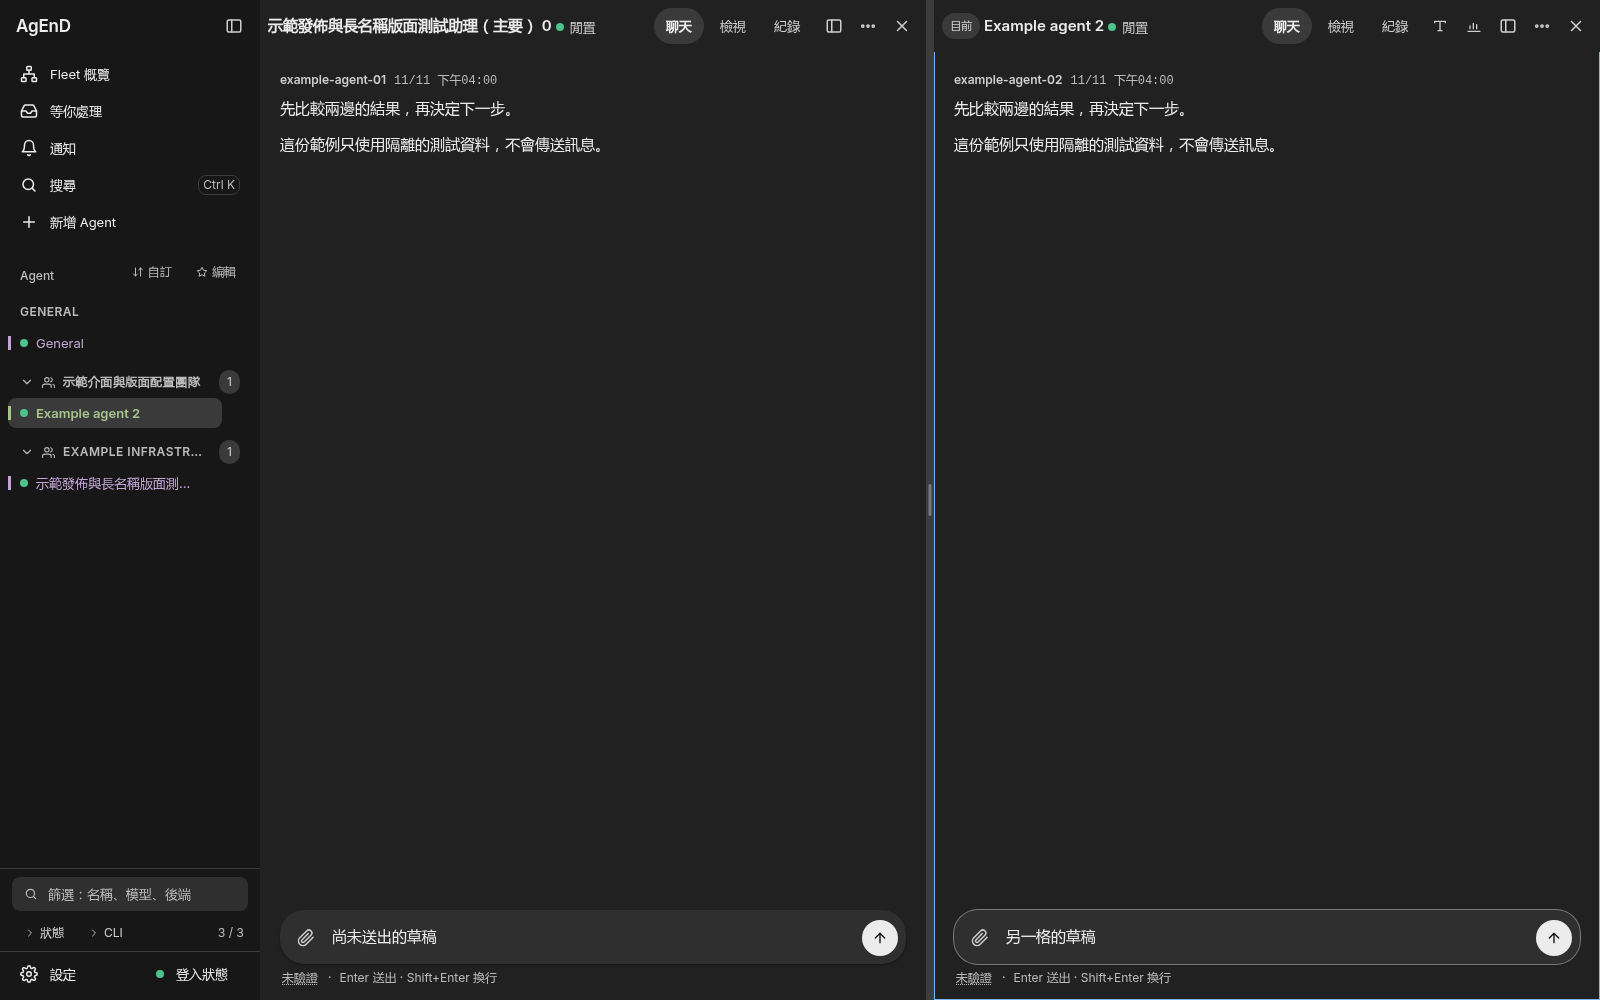 AgEnD
Fleet 概覽
等你處理
通知
搜尋 Ctrl K
新增 Agent
Agent 自訂 編輯
GENERAL
General
示範介面與版面配置團隊 1
Example agent 2
EXAMPLE INFRASTR... 1
示範發佈與長名稱版面測...
篩選：名稱、模型、後端
狀態 CLI 3 / 3
設定 登入狀態
示範發佈與長名稱版面測試助理（主要）0 閒置 聊天 檢視 紀錄
example-agent-01 11/11 下午04:00
先比較兩邊的結果，再決定下一步。
這份範例只使用隔離的測試資料，不會傳送訊息。
尚未送出的草稿
未驗證 · Enter 送出 · Shift+Enter 換行
目前 Example agent 2 閒置 聊天 檢視 紀錄
example-agent-02 11/11 下午04:00
先比較兩邊的結果，再決定下一步。
這份範例只使用隔離的測試資料，不會傳送訊息。
另一格的草稿
未驗證 · Enter 送出 · Shift+Enter 換行